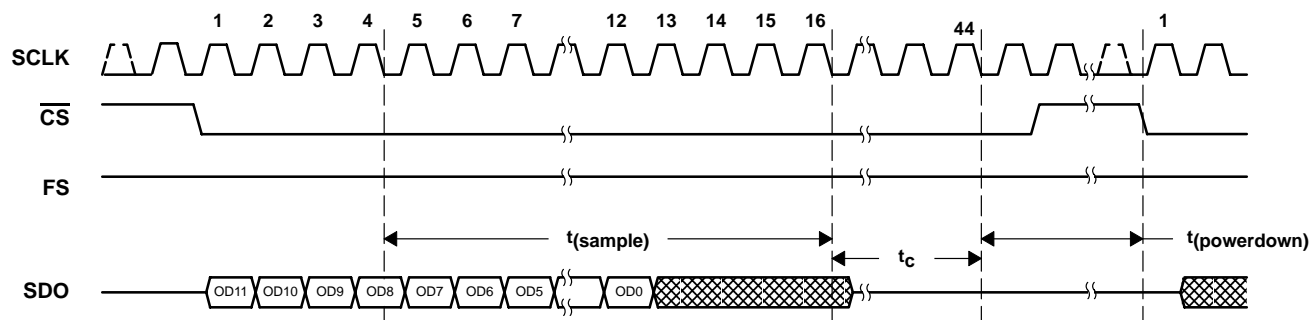 1 2 3 4 5 6 7 12 13 14 15 16 44 1
SCLK
CS
FS
t(sample)
t(powerdown)
tc
SDO
OD11 OD10 OD9 OD8 OD7 OD6 OD5 OD0